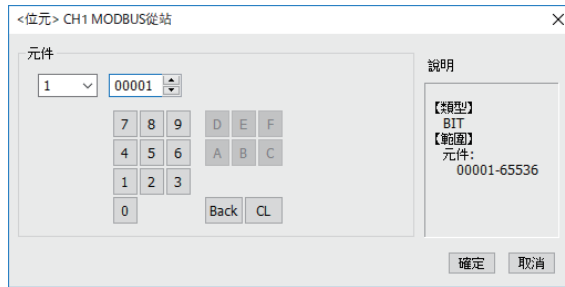 <位元> CH1 MODBUS從站
元件
1 00001
7 8 9 D E F
4 5 6 A B C
1 2 3
0 Back CL
說明
【類型】
BIT
【範圍】
元件:
00001-65536
確定 取消